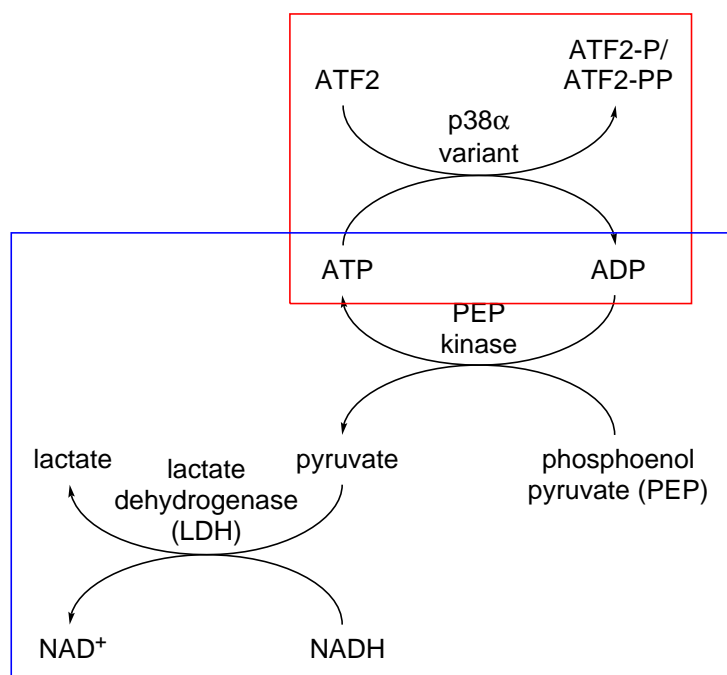 ATF2
ATF2-P/
ATF2-PP
p38α
variant
ATP
ADP
PEP
kinase
lactate
lactate
dehydrogenase
(LDH)
pyruvate
phosphoenol
pyruvate (PEP)
NAD⁺
NADH